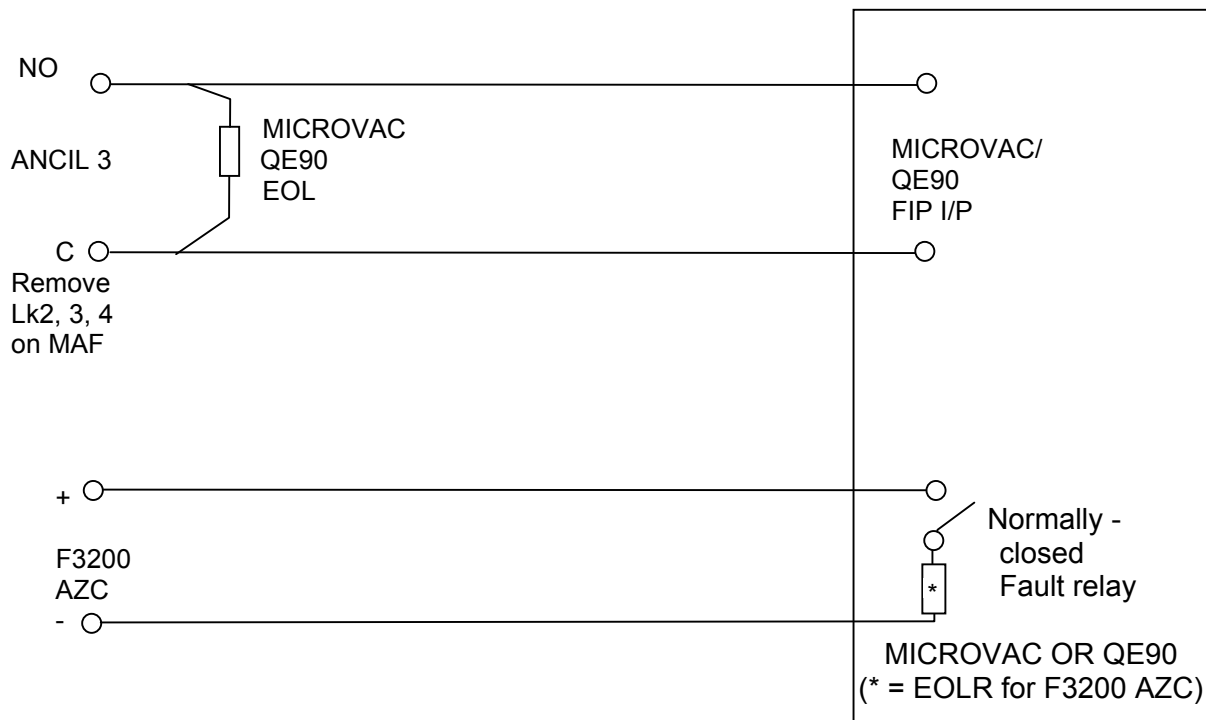 NO
ANCIL 3
C
Remove
Lk2, 3, 4
on MAF
MICROVAC
QE90
EOL
MICROVAC/
QE90
FIP I/P
+
F3200
AZC
-
Normally -
closed
Fault relay
*
MICROVAC OR QE90
(* = EOLR for F3200 AZC)